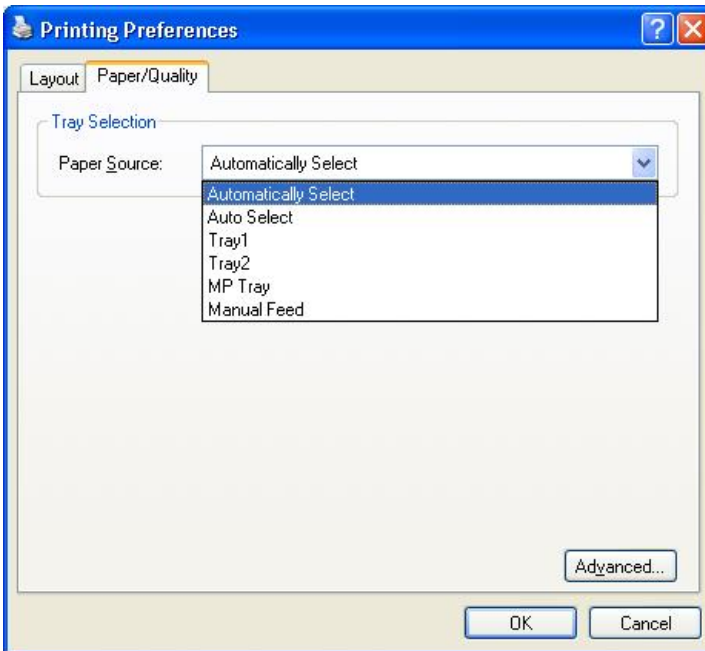 Printing Preferences
Layout Paper/Quality
Tray Selection
Paper Source: Automatically Select
Automatically Select
Auto Select
Tray1
Tray2
MP Tray
Manual Feed
Advanced...
OK Cancel